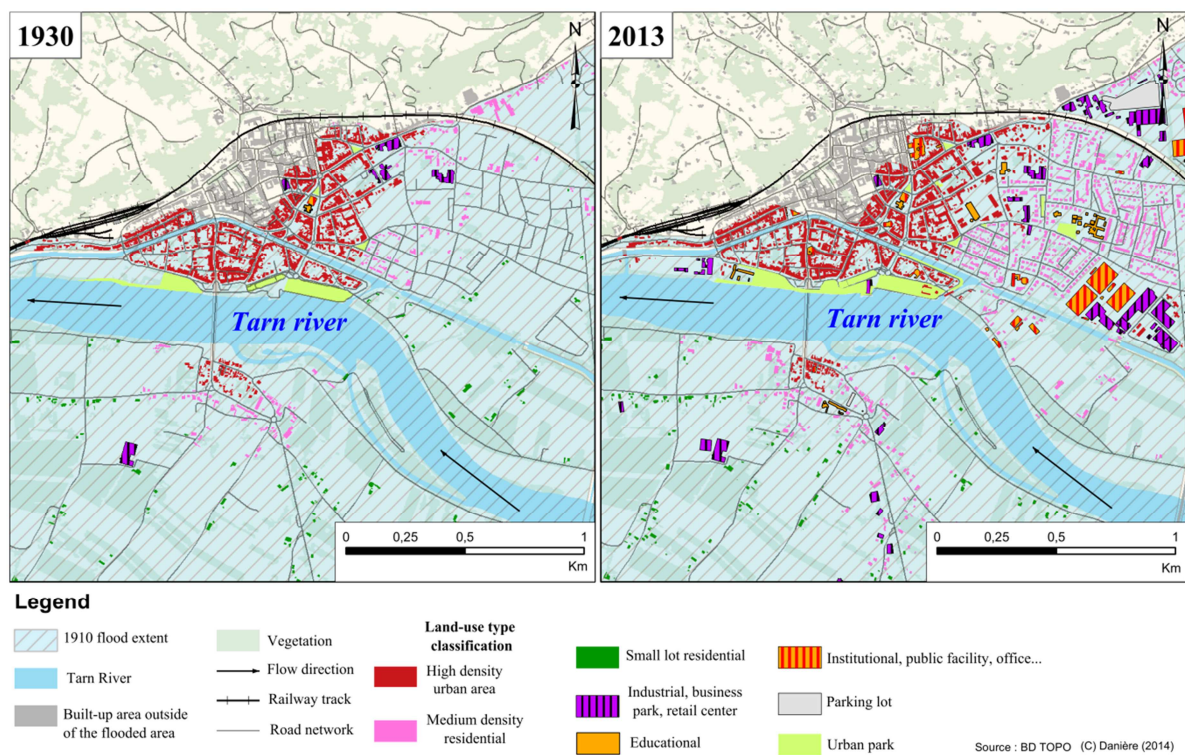 1930
N
Tarn river
0 0,25 0,5 1
Km
2013
N
Tarn river
0 0,25 0,5 1
Km
Legend
1910 flood extent
Tarn River
Built-up area outside
of the flooded area
Vegetation
Flow direction
Railway track
Road network
Land-use type
classification
High density
urban area
Medium density
residential
Small lot residential
Industrial, business
park, retail center
Educational
Institutional, public facility, office...
Parking lot
Urban park
Source : BD TOPO (C) Danière (2014)